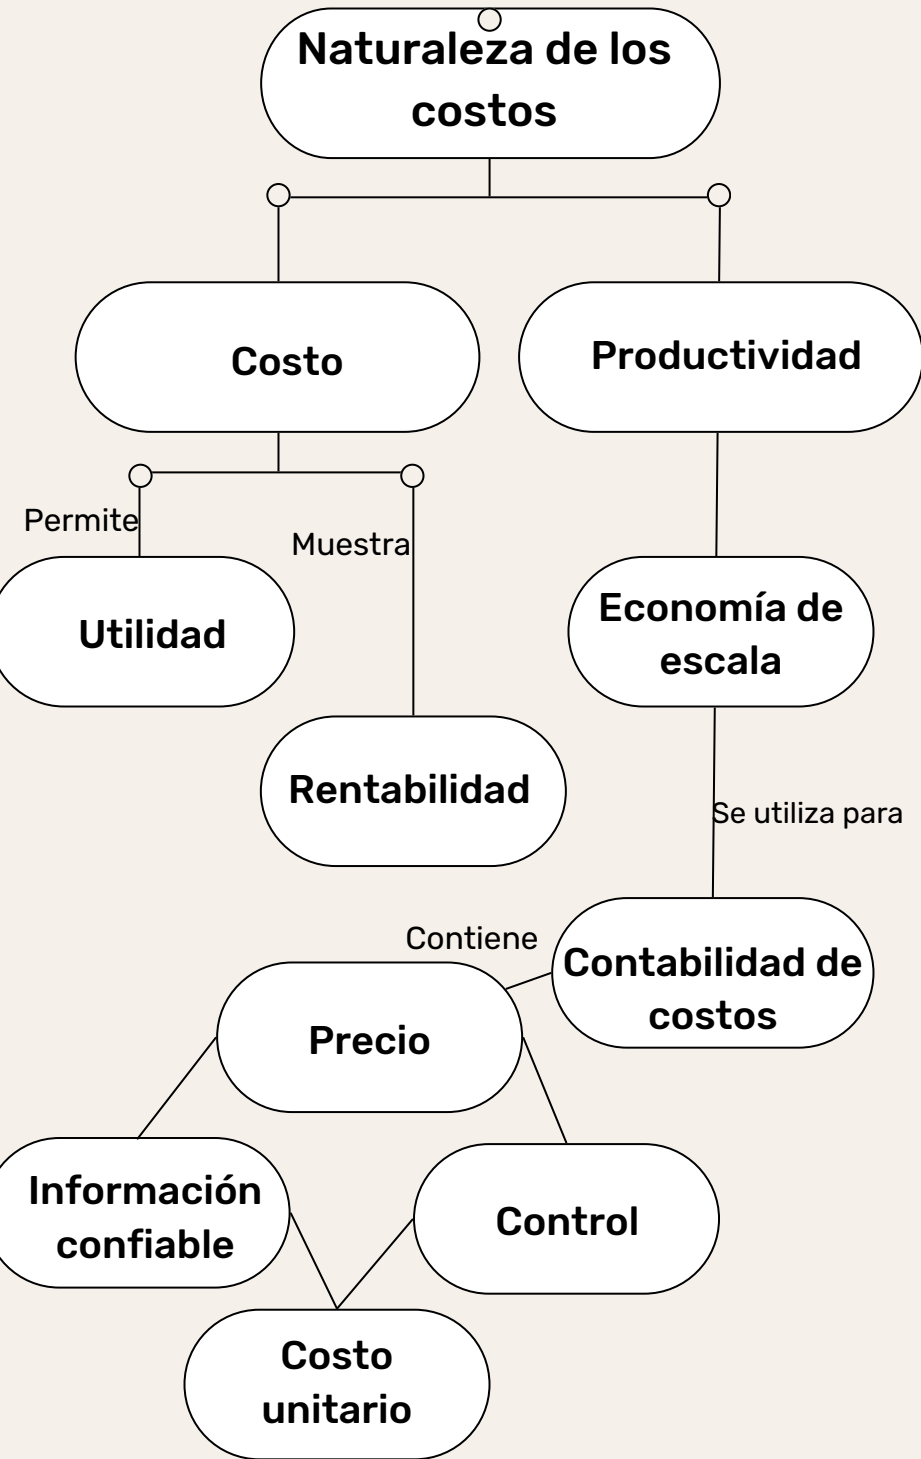 Naturaleza de los
costos
Costo
Productividad
Permite
Muestra
Utilidad
Economía de
escala
Rentabilidad
Se utiliza para
Contiene
Contabilidad de
costos
Precio
Información
confiable
Control
Costo
unitario